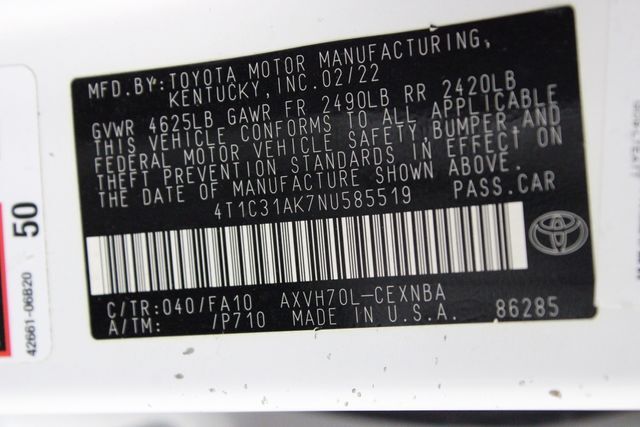 MFD.BY:TOYOTA MOTOR MANUFACTURING,
KENTUCKY,INC.02/22
GVWR 4625LB GAWR FR 2490LB RR 2420LB
THIS VEHICLE CONFORMS TO ALL APPLICABLE
FEDERAL MOTOR VEHICLE SAFETY,BUMPER AND
THEFT PREVENTION STANDARDS IN EFFECT ON
THE DATE OF MANUFACTURE SHOWN ABOVE.
4T1C31AK7NU585519 PASS.CAR
C/TR:040/FA10 AXVH70L-CEXNBA
A/TM: /P710 MADE IN U.S.A. 86285
50
42661-06B20